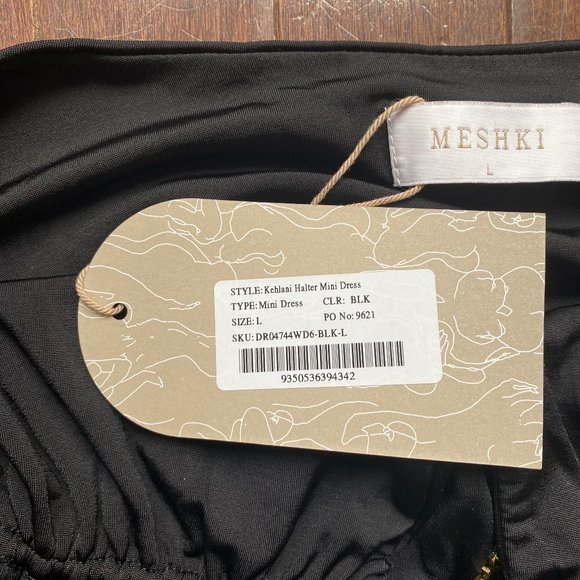 MESHKI
L
STYLE:Kehlani Halter Mini Dress
TYPE:Mini Dress CLR: BLK
SIZE: L PO No: 9621
SKU: DR04744WD6-BLK-L
9350536394342